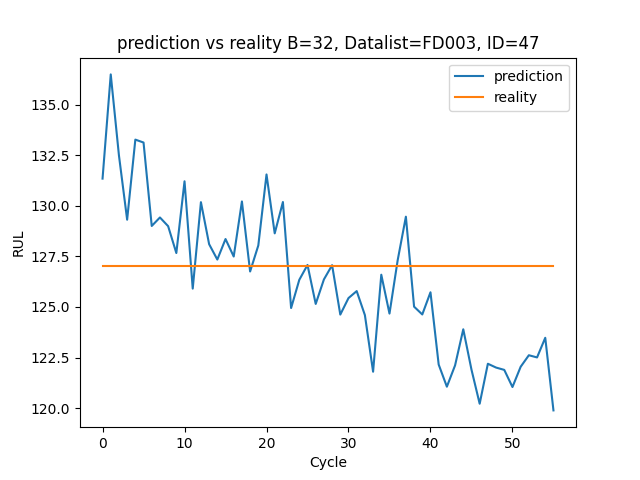 prediction vs reality B=32, Datalist=FD003, ID=47
prediction
reality
RUL
135.0
132.5
130.0
127.5
125.0
122.5
120.0
0 10 20 30 40 50
Cycle